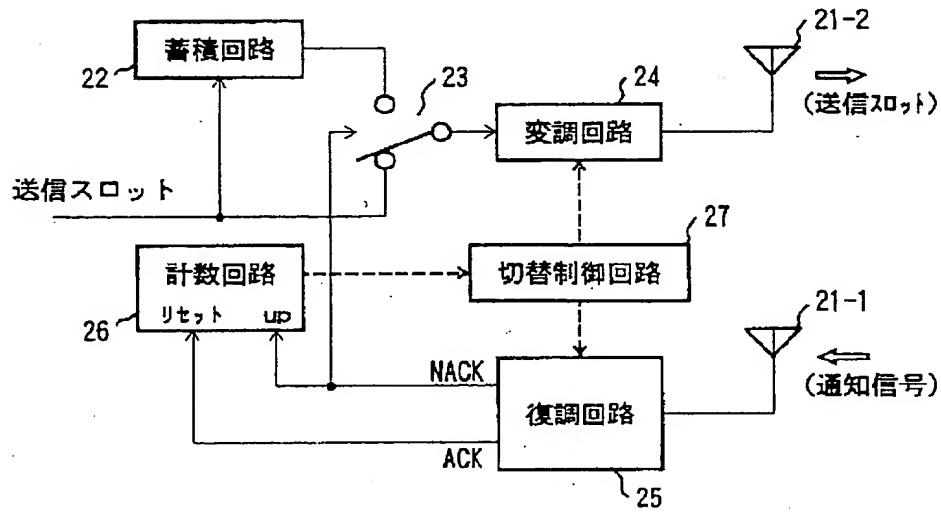 21-2
蓄積回路
22
23
24
(送信スロット)
変調回路
送信スロット
27
計数回路
切替制御回路
リセット up
26
21-1
NACK
(通知信号)
復調回路
ACK
25